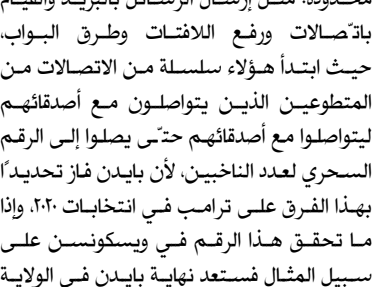 محدودة. مثل إرسال الرسائل بالبريد والقيام
باتّصالات ورفع اللافتات وطرق البواب،
حيث ابتدأ هؤلاء سلسلة من الاتصالات من
المتطوعين الذين يتواصلون مع أصدقائهم
ليتواصلوا مع أصدقائهم حتّى يصلوا إلى الرقم
السحري لعدد الناخبين، لأن بايدن فاز تحديدًا
بهذا الفرق على ترامب في انتخابات ٢٠٢٠، وإذا
ما تحقق هذا الرقم في ويسكونسن على
سبيل المثال فستعد نهاية بايدن في الولاية